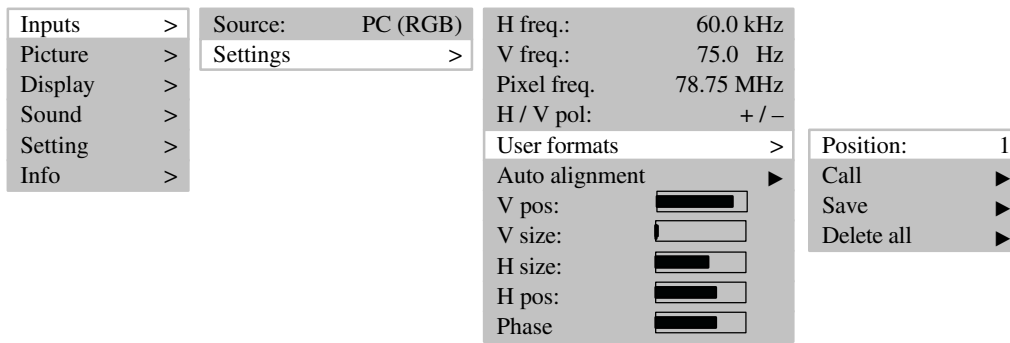 Inputs >
Picture >
Display >
Sound >
Setting >
Info >
Source: PC (RGB)
Settings >
H freq.: 60.0 kHz
V freq.: 75.0 Hz
Pixel freq. 78.75 MHz
H / V pol: + / –
User formats >
Auto alignment ▶
V pos:
V size:
H size:
H pos:
Phase
Position: 1
Call ▶
Save ▶
Delete all ▶